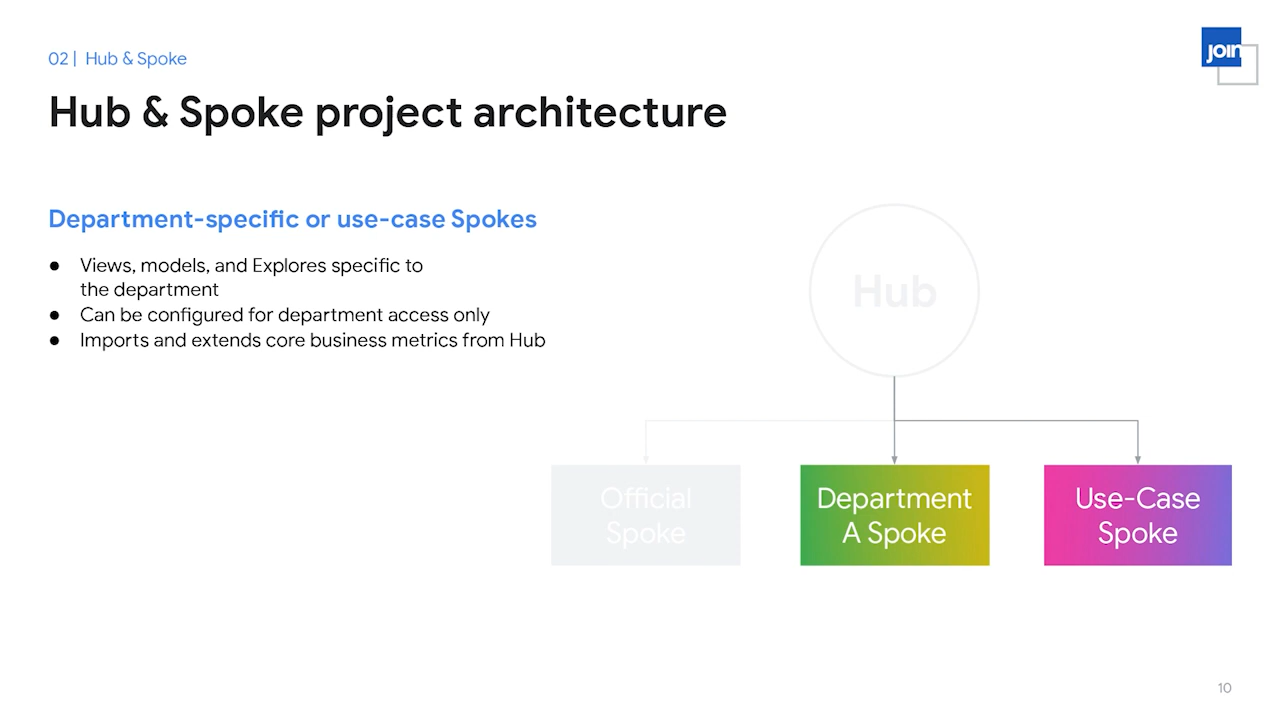 02 | Hub & Spoke
join
Hub & Spoke project architecture
Department-specific or use-case Spokes
● Views, models, and Explores specific to
the department
● Can be configured for department access only
● Imports and extends core business metrics from Hub
Hub
Official
Spoke
Department
A Spoke
Use-Case
Spoke
10